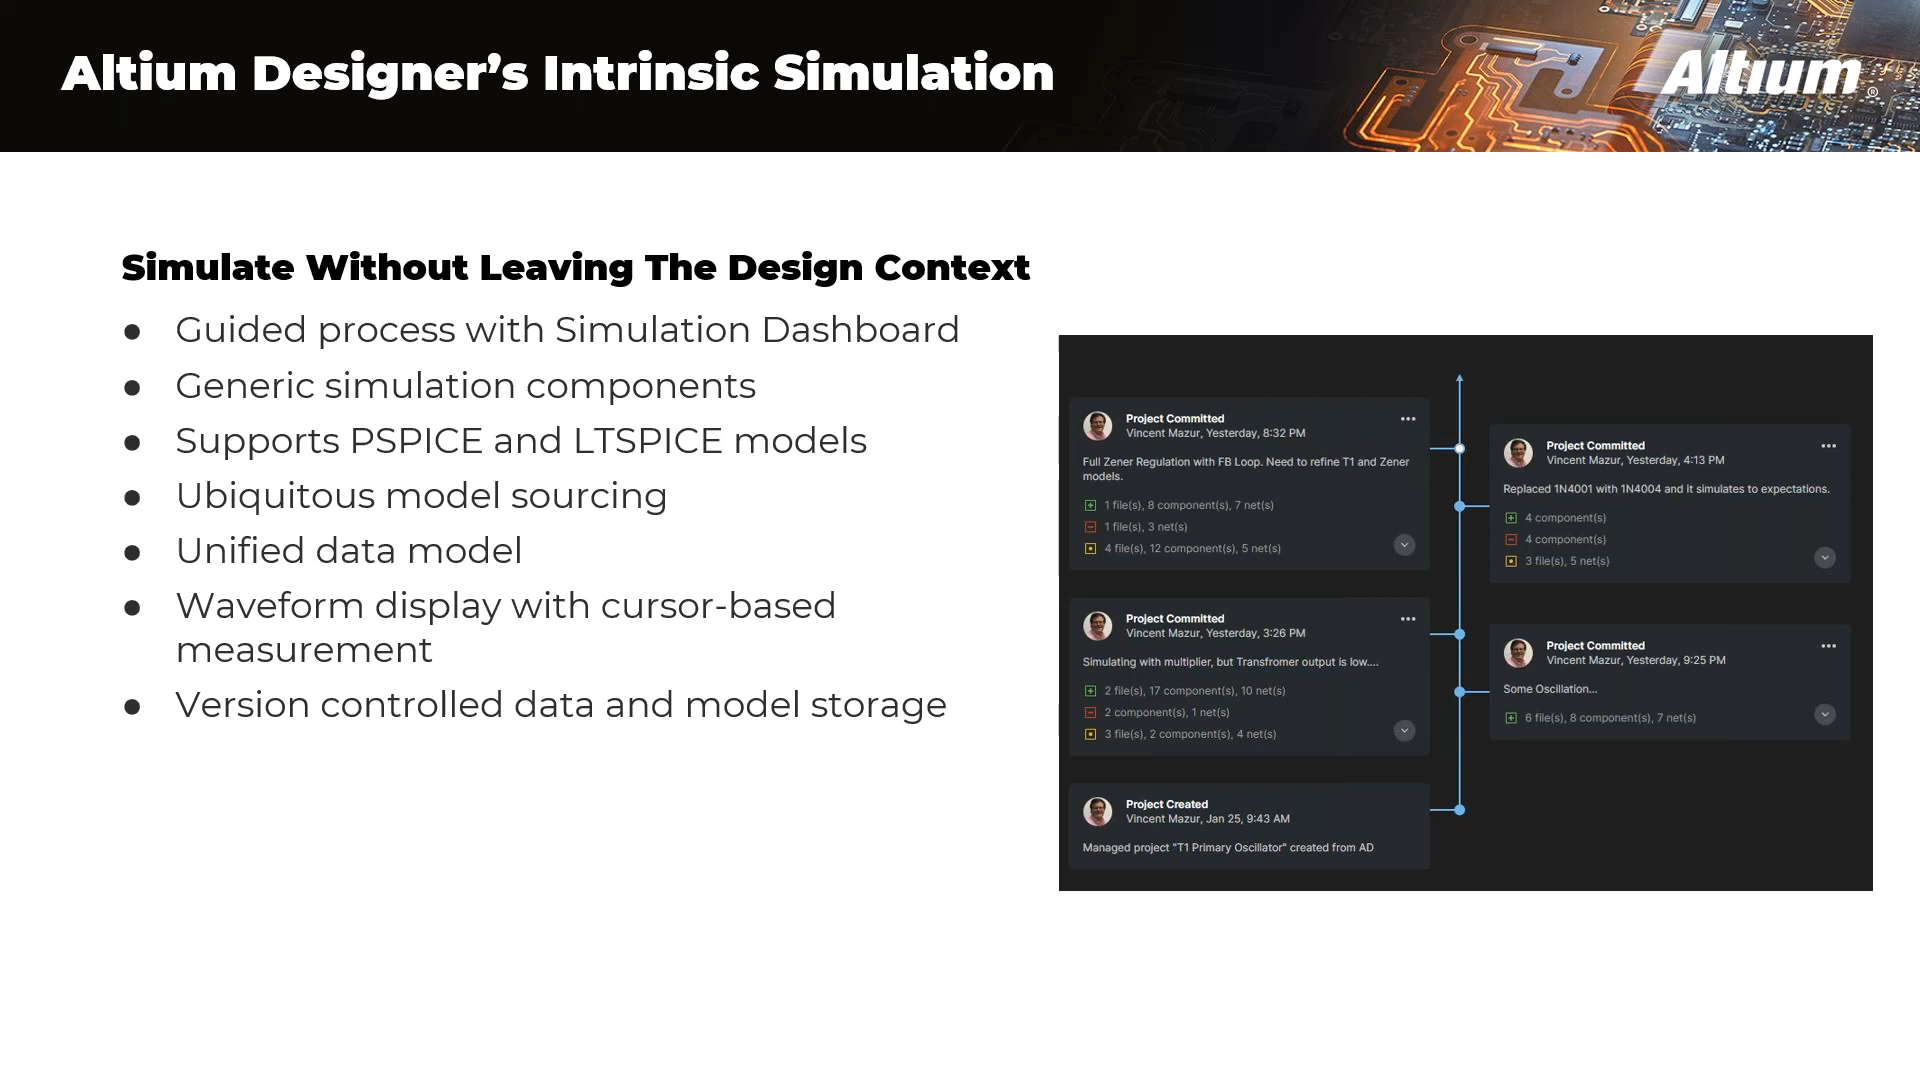 Altium Designer’s Intrinsic Simulation
Altium
®
Simulate Without Leaving The Design Context
● Guided process with Simulation Dashboard
● Generic simulation components
● Supports PSPICE and LTSPICE models
● Ubiquitous model sourcing
● Unified data model
● Waveform display with cursor-based
measurement
● Version controlled data and model storage
Project Committed
Vincent Mazur, Yesterday, 8:32 PM
Full Zener Regulation with FB Loop. Need to refine T1 and Zener
models.
1 file(s), 8 component(s), 7 net(s)
1 file(s), 3 net(s)
4 file(s), 12 component(s), 5 net(s)
Project Committed
Vincent Mazur, Yesterday, 4:13 PM
Replaced 1N4001 with 1N4004 and it simulates to expectations.
4 component(s)
4 component(s)
3 file(s), 5 net(s)
Project Committed
Vincent Mazur, Yesterday, 3:26 PM
Simulating with multiplier, but Transfromer output is low....
2 file(s), 17 component(s), 10 net(s)
2 component(s), 1 net(s)
3 file(s), 2 component(s), 4 net(s)
Project Committed
Vincent Mazur, Yesterday, 9:25 PM
Some Oscillation...
6 file(s), 8 component(s), 7 net(s)
Project Created
Vincent Mazur, Jan 25, 9:43 AM
Managed project "T1 Primary Oscillator" created from AD